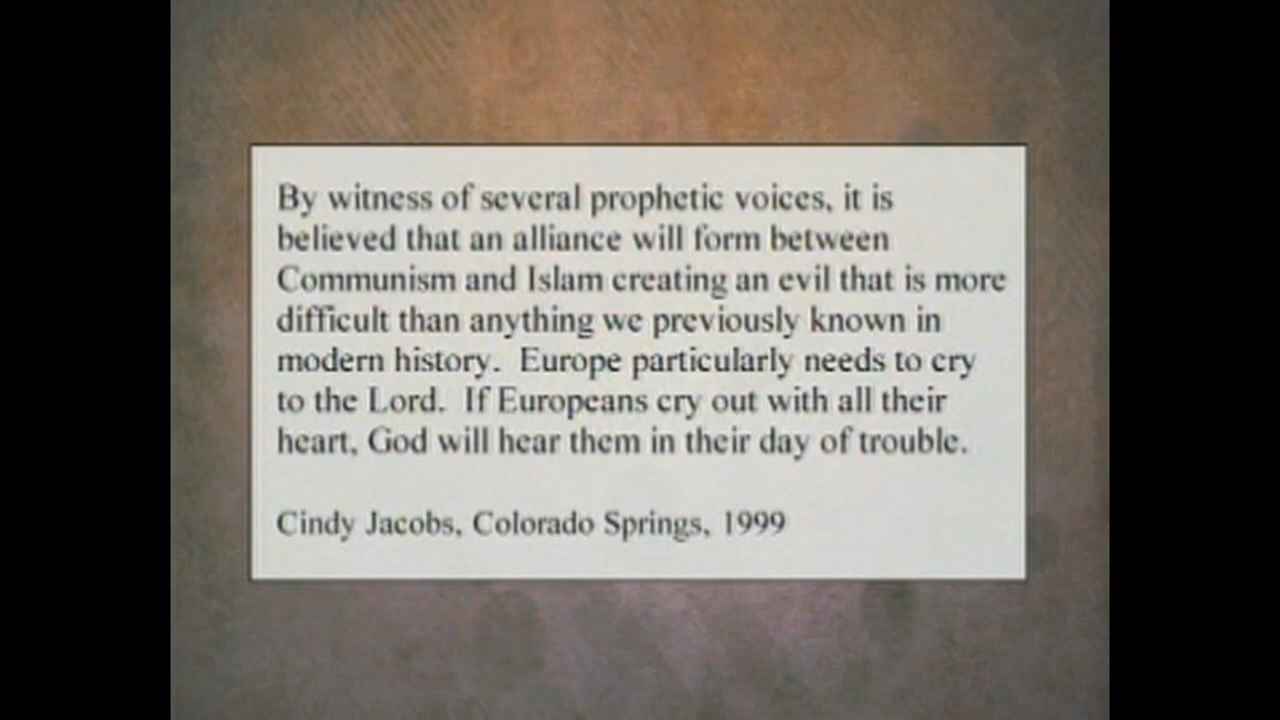 By witness of several prophetic voices, it is
believed that an alliance will form between
Communism and Islam creating an evil that is more
difficult than anything we previously known in
modern history.  Europe particularly needs to cry
to the Lord.  If Europeans cry out with all their
heart, God will hear them in their day of trouble.
Cindy Jacobs, Colorado Springs, 1999